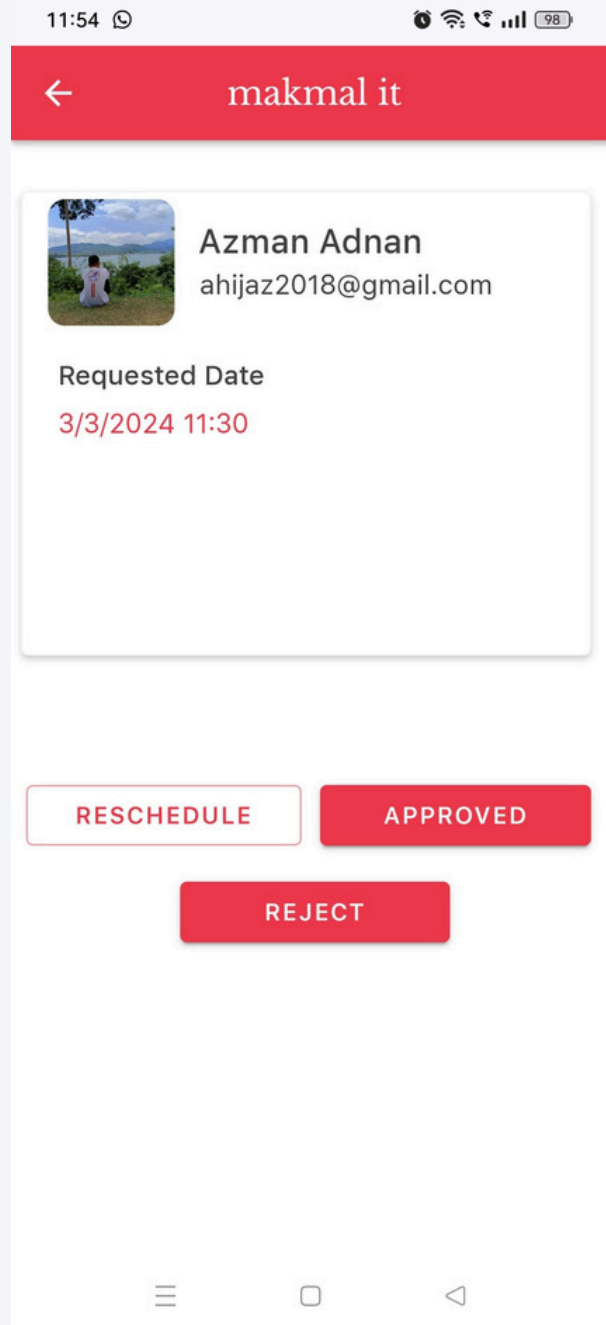 11:54
98
makmal it
Azman Adnan
ahijaz2018@gmail.com
Requested Date
3/3/2024 11:30
RESCHEDULE
APPROVED
REJECT